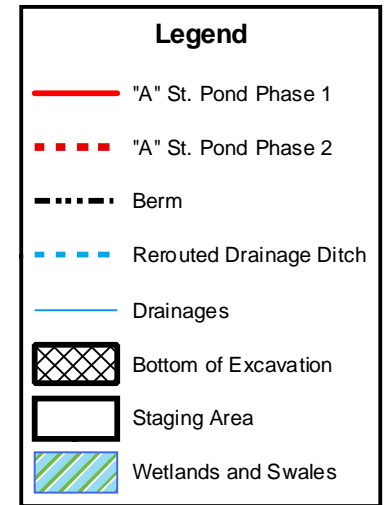 Legend
"A" St. Pond Phase 1
"A" St. Pond Phase 2
Berm
Rerouted Drainage Ditch
Drainages
Bottom of Excavation
Staging Area
Wetlands and Swales